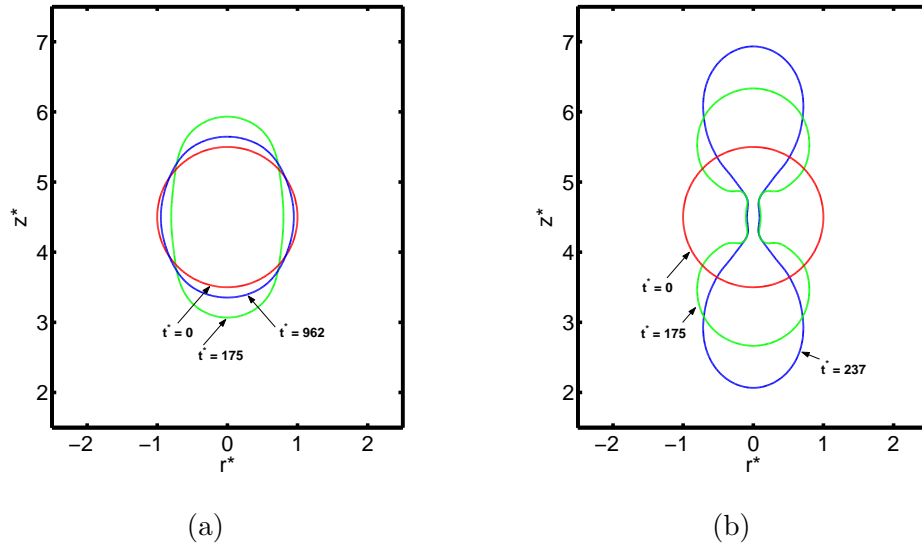 7
6
5
4
3
2
z*
−2 −1 0 1 2
r*
t* = 0
t* = 175
t* = 962
(a)
7
6
5
4
3
2
z*
−2 −1 0 1 2
r*
t* = 0
t* = 175
t* = 237
(b)